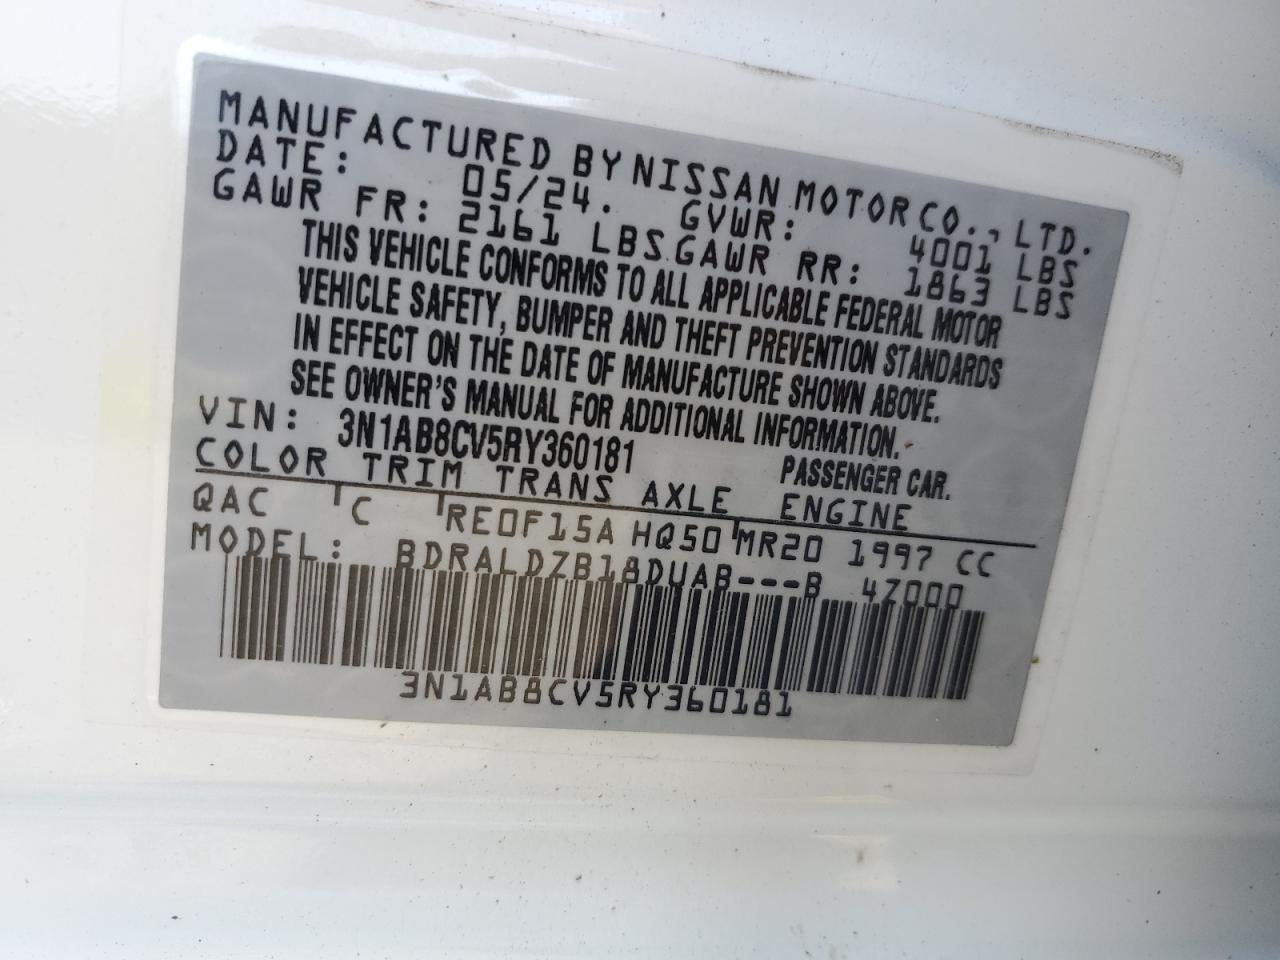 MANUFACTURED BY NISSAN MOTOR CO., LTD.
DATE: 05/24. GVWR: 4001 LBS
GAWR FR: 2161 LBS GAWR RR: 1863 LBS
THIS VEHICLE CONFORMS TO ALL APPLICABLE FEDERAL MOTOR
VEHICLE SAFETY, BUMPER AND THEFT PREVENTION STANDARDS
IN EFFECT ON THE DATE OF MANUFACTURE SHOWN ABOVE.
SEE OWNER'S MANUAL FOR ADDITIONAL INFORMATION.
VIN: 3N1AB8CV5RY360181 PASSENGER CAR.
COLOR TRIM TRANS AXLE ENGINE
QAC C RE0F15A HQ50 MR20 1997 CC
MODEL: BDRALDZB18DUAB---B 4Z000
3N1AB8CV5RY360181